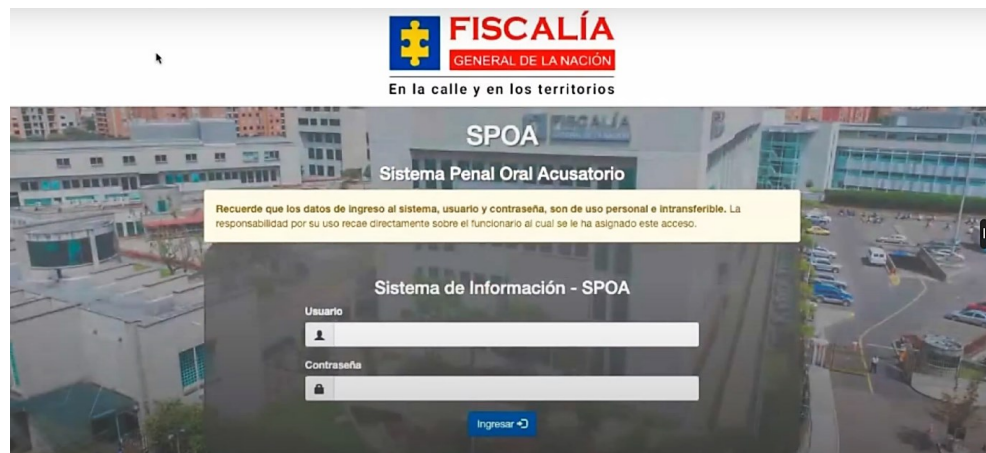 FISCALÍA
GENERAL DE LA NACIÓN
En la calle y en los territorios
FISCALÍA
SPOA
Sistema Penal Oral Acusatorio
Recuerde que los datos de ingreso al sistema, usuario y contraseña, son de uso personal e intransferible. La
responsabilidad por su uso recae directamente sobre el funcionario al cual se le ha asignado este acceso.
Sistema de Información - SPOA
Usuario
Contraseña
Ingresar